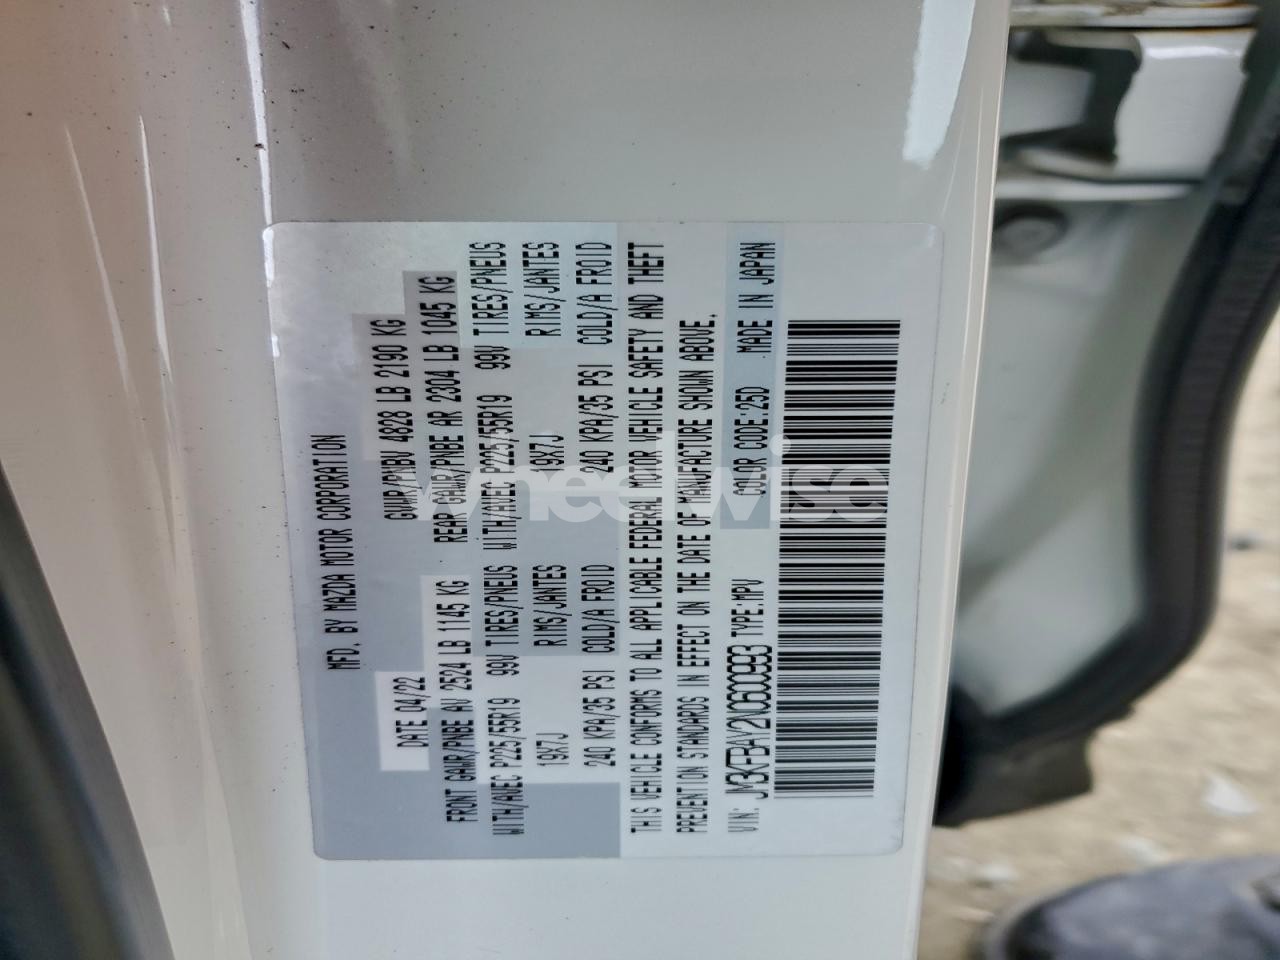 MFD. BY MAZDA MOTOR CORPORATION
DATE 04/22 GVWR/PNBV 4828 LB 2190 KG
FRONT GAWR/PNBE AV 2524 LB 1145 KG REAR GAWR/PNBE AR 2304 LB 1045 KG
WITH/AVEC P225/55R19 99V TIRES/PNEUS WITH/AVEC P225/55R19 99V TIRES/PNEUS
19X7J RIMS/JANTES 19X7J RIMS/JANTES
240 KPA/35 PSI COLD/A FROID 240 KPA/35 PSI COLD/A FROID
THIS VEHICLE CONFORMS TO ALL APPLICABLE FEDERAL MOTOR VEHICLE SAFETY AND THEFT
PREVENTION STANDARDS IN EFFECT ON THE DATE OF MANUFACTURE SHOWN ABOVE.
VIN: TYPE:MPV COLOR CODE:25D MADE IN JAPAN
wheelwise